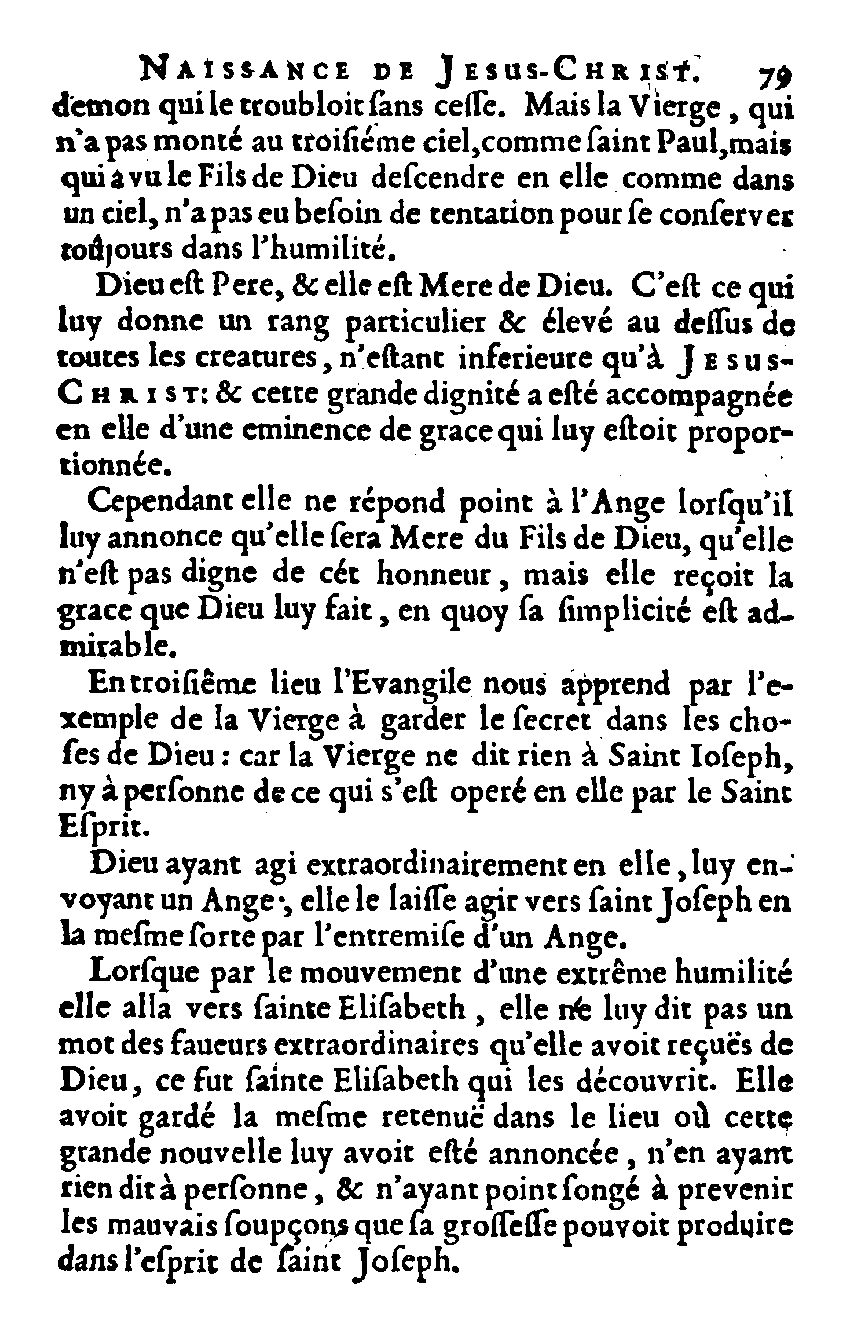 NAISSANCE DE JESUS-CHRIST. 79
démon qui le troubloit ſans ceſſe. Mais la Vierge, qui
n'a pas monté au troiſiéme ciel, comme ſaint Paul, mais
qui a vu le Fils de Dieu deſcendre en elle comme dans
un ciel, n'a pas eu beſoin de tentation pour ſe conſerver
toûjours dans l'humilité.
Dieu eſt Pere, & elle eſt Mere de Dieu. C'eſt ce qui
luy donne un rang particulier & élevé au deſſus de
toutes les creatures, n'eſtant inferieure qu'à JESUS-
CHRIST: & cette grande dignité a eſté accompagnée
en elle d'une eminence de grace qui luy eſtoit propor-
tionnée.
Cependant elle ne répond point à l'Ange lorſqu'il
luy annonce qu'elle ſera Mere du Fils de Dieu, qu'elle
n'eſt pas digne de cét honneur, mais elle reçoit la
grace que Dieu luy fait, en quoy ſa ſimplicité eſt ad-
mirable.
En troiſiême lieu l'Evangile nous apprend par l'e-
xemple de la Vierge à garder le ſecret dans les cho-
ſes de Dieu : car la Vierge ne dit rien à Saint Ioſeph,
ny à perſonne de ce qui s'eſt operé en elle par le Saint
Eſprit.
Dieu ayant agi extraordinairement en elle, luy en-
voyant un Ange, elle le laiſſe agir vers ſaint Joſeph en
la meſme ſorte par l'entremiſe d'un Ange.
Lorſque par le mouvement d'une extrême humilité
elle alla vers ſainte Eliſabeth, elle ne luy dit pas un
mot des faueurs extraordinaires qu'elle avoit reçuës de
Dieu, ce fut ſainte Eliſabeth qui les découvrit. Elle
avoit gardé la meſme retenuë dans le lieu où cette
grande nouvelle luy avoit eſté annoncée, n'en ayant
rien dit à perſonne, & n'ayant point ſongé à prevenir
les mauvais ſoupçons que ſa groſſeſſe pouvoit produire
dans l'eſprit de ſaint Joſeph.